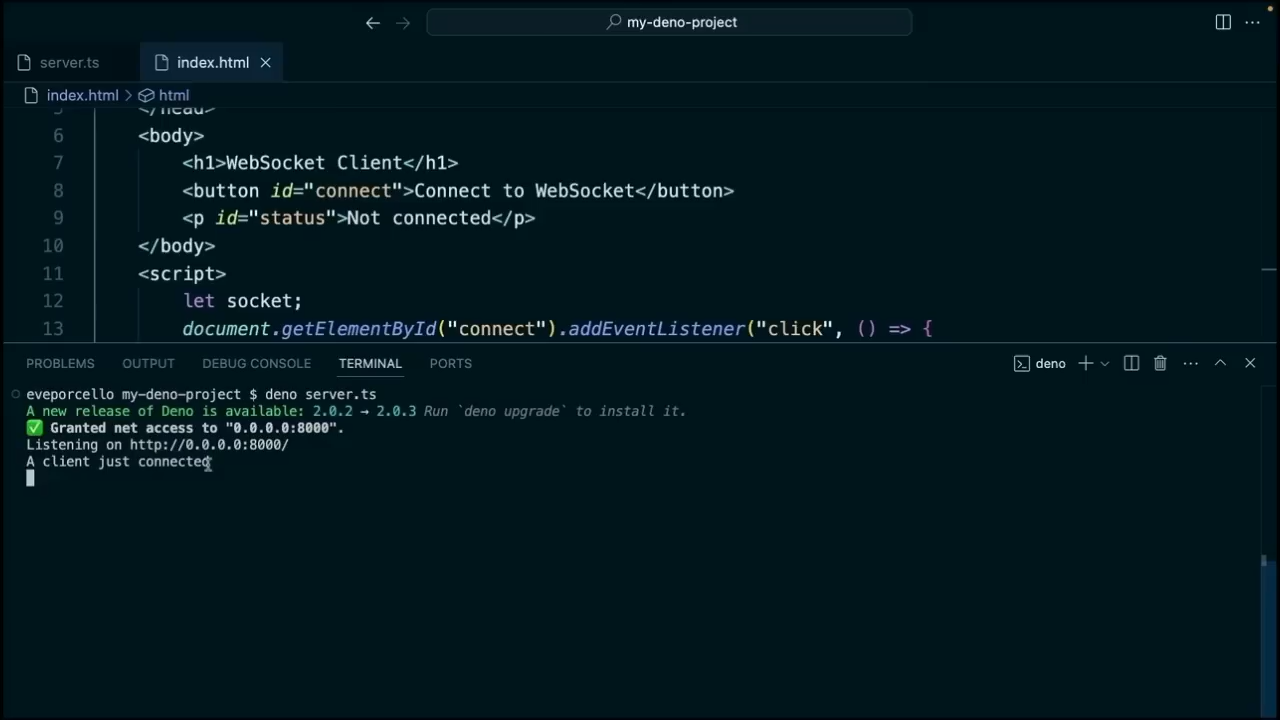 my-deno-project
server.ts
index.html
index.html > html
5 </head>
6 <body>
7 <h1>WebSocket Client</h1>
8 <button id="connect">Connect to WebSocket</button>
9 <p id="status">Not connected</p>
10 </body>
11 <script>
12 let socket;
13 document.getElementById("connect").addEventListener("click", () => {
PROBLEMS OUTPUT DEBUG CONSOLE TERMINAL PORTS deno
eveporcello my-deno-project $ deno server.ts
A new release of Deno is available: 2.0.2 → 2.0.3 Run `deno upgrade` to install it.
✅ Granted net access to "0.0.0.0:8000".
Listening on http://0.0.0.0:8000/
A client just connected